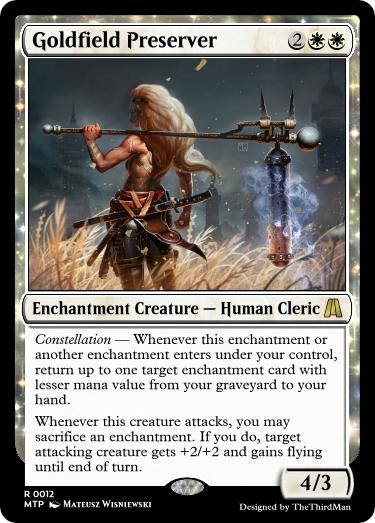 Goldfield Preserver 2
Enchantment Creature — Human Cleric
Constellation — Whenever this enchantment or
another enchantment enters under your control,
return up to one target enchantment card with
lesser mana value from your graveyard to your
hand.
Whenever this creature attacks, you may
sacrifice an enchantment. If you do, target
attacking creature gets +2/+2 and gains flying
until end of turn.
4/3
R 0012
MTP Mateusz Wisniewski
Designed by TheThirdMan